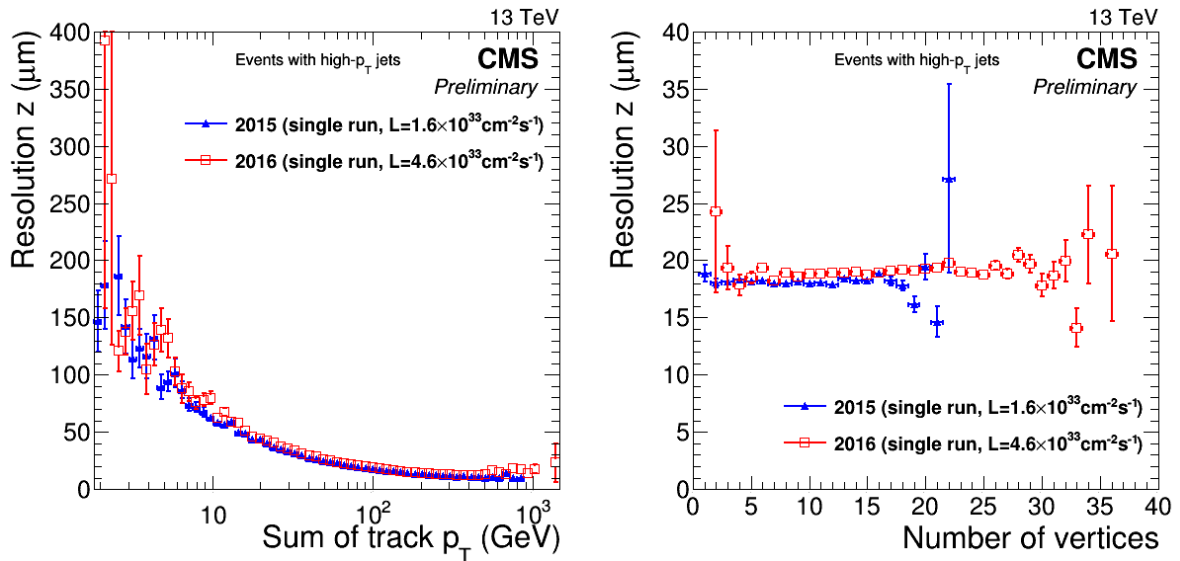 13 TeV
Resolution z (μm)
400
350
300
250
200
150
100
50
0
Events with high-p_T jets
CMS
Preliminary
2015 (single run, L=1.6×10³³cm⁻²s⁻¹)
2016 (single run, L=4.6×10³³cm⁻²s⁻¹)
10 10² 10³
Sum of track p_T (GeV)
13 TeV
Resolution z (μm)
40
35
30
25
20
15
10
5
0
Events with high-p_T jets
CMS
Preliminary
2015 (single run, L=1.6×10³³cm⁻²s⁻¹)
2016 (single run, L=4.6×10³³cm⁻²s⁻¹)
0 5 10 15 20 25 30 35 40
Number of vertices